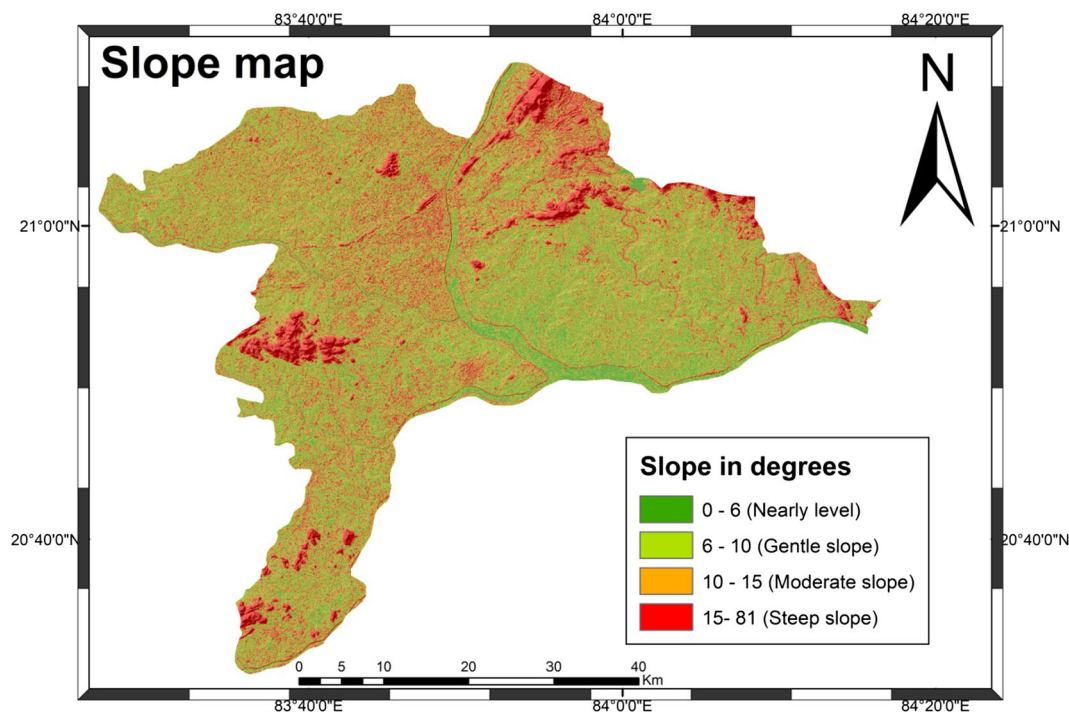 83°40'0"E 84°0'0"E 84°20'0"E
Slope map
N
21°0'0"N 21°0'0"N
Slope in degrees
0 - 6 (Nearly level)
6 - 10 (Gentle slope)
10 - 15 (Moderate slope)
15- 81 (Steep slope)
20°40'0"N 20°40'0"N
0 5 10 20 30 40
Km
83°40'0"E 84°0'0"E 84°20'0"E